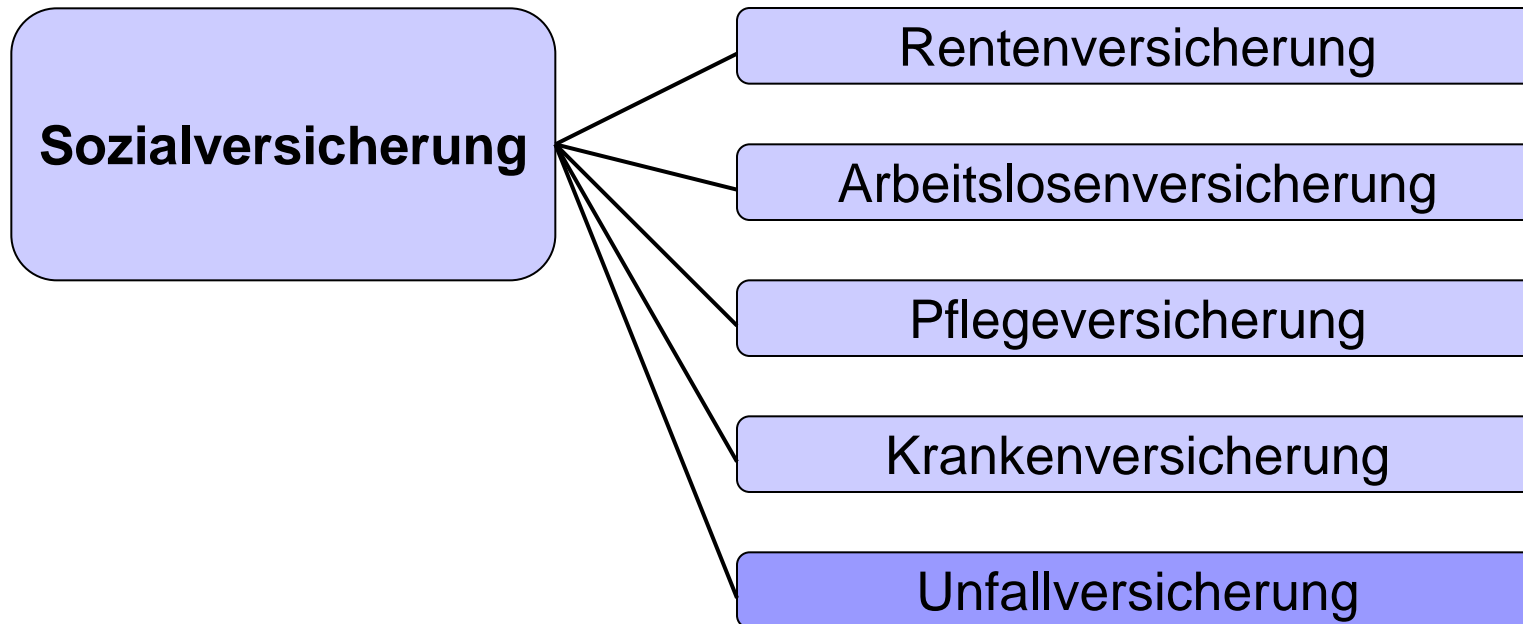 Sozialversicherung
Rentenversicherung
Arbeitslosenversicherung
Pflegeversicherung
Krankenversicherung
Unfallversicherung